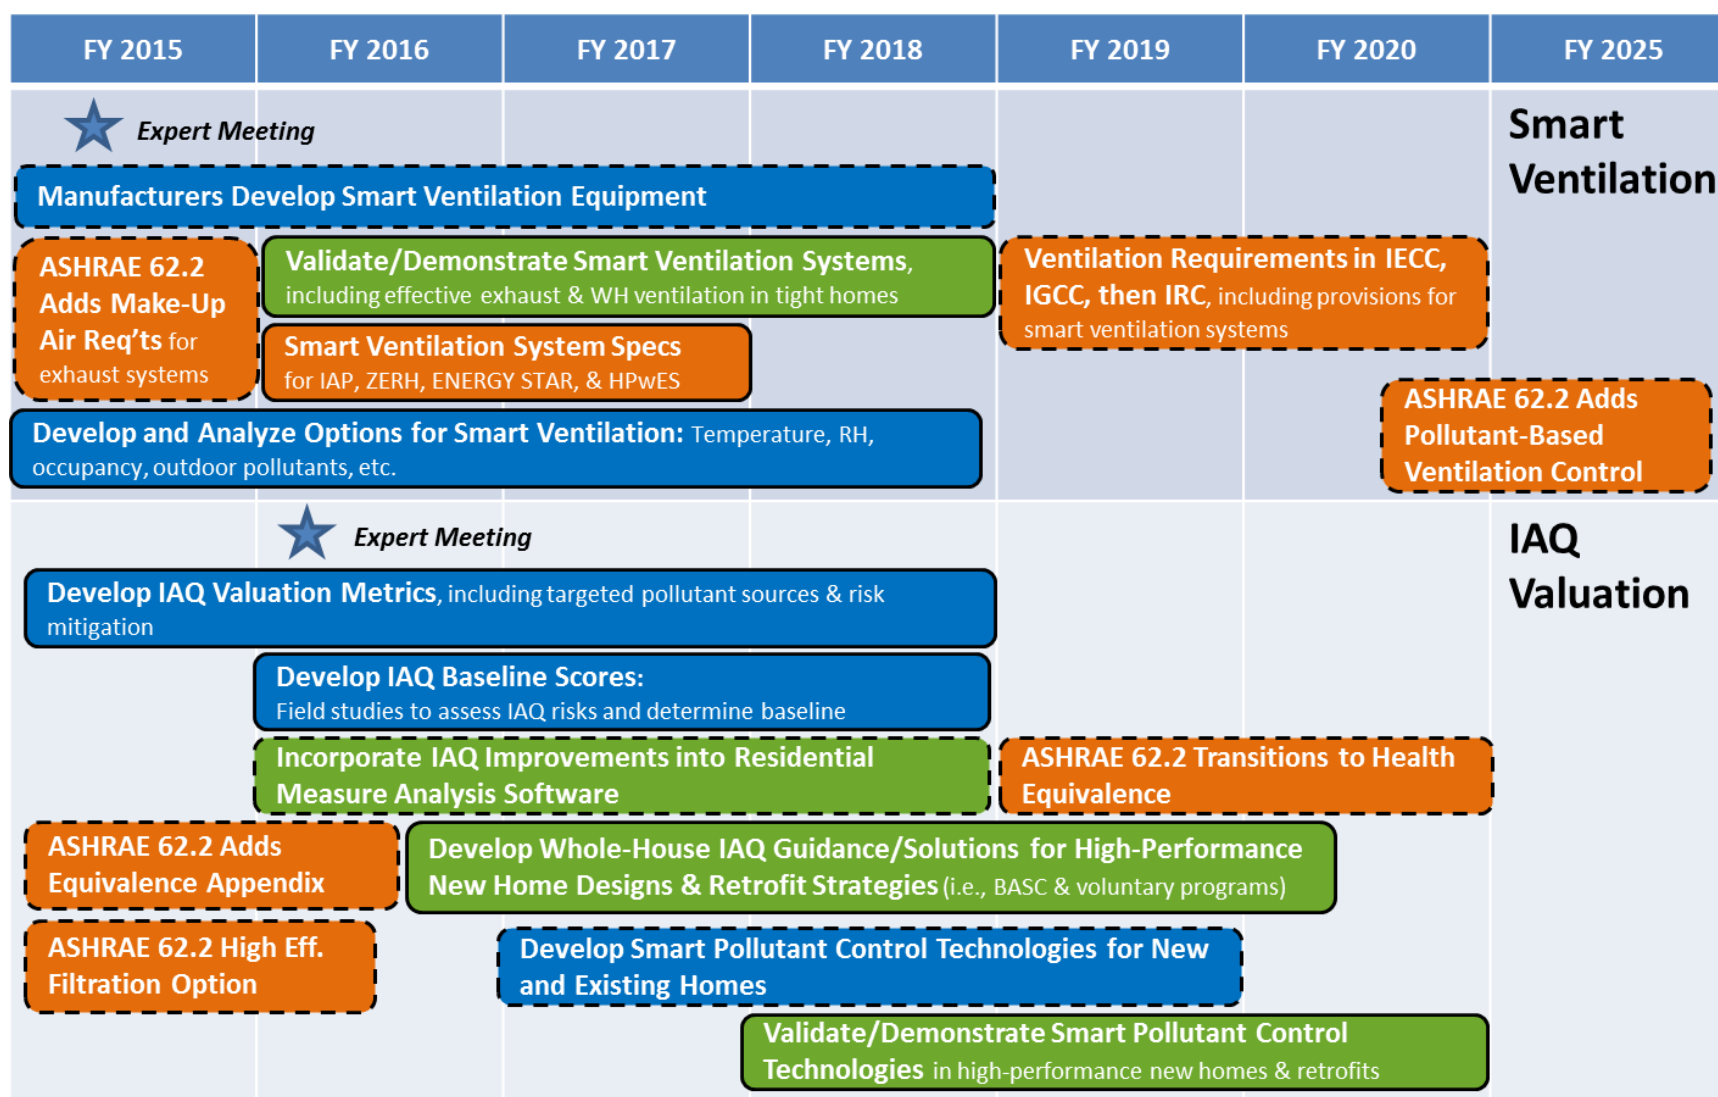 FY 2015 FY 2016 FY 2017 FY 2018 FY 2019 FY 2020 FY 2025
Smart
Ventilation
Expert Meeting
Manufacturers Develop Smart Ventilation Equipment
ASHRAE 62.2
Adds Make-Up
Air Req’ts for
exhaust systems
Validate/Demonstrate Smart Ventilation Systems,
including effective exhaust & WH ventilation in tight homes
Ventilation Requirements in IECC,
IGCC, then IRC, including provisions for
smart ventilation systems
Smart Ventilation System Specs
for IAP, ZERH, ENERGY STAR, & HPwES
ASHRAE 62.2 Adds
Pollutant-Based
Ventilation Control
Develop and Analyze Options for Smart Ventilation: Temperature, RH,
occupancy, outdoor pollutants, etc.
IAQ
Valuation
Expert Meeting
Develop IAQ Valuation Metrics, including targeted pollutant sources & risk
mitigation
Develop IAQ Baseline Scores:
Field studies to assess IAQ risks and determine baseline
Incorporate IAQ Improvements into Residential
Measure Analysis Software
ASHRAE 62.2 Transitions to Health
Equivalence
ASHRAE 62.2 Adds
Equivalence Appendix
Develop Whole-House IAQ Guidance/Solutions for High-Performance
New Home Designs & Retrofit Strategies (i.e., BASC & voluntary programs)
ASHRAE 62.2 High Eff.
Filtration Option
Develop Smart Pollutant Control Technologies for New
and Existing Homes
Validate/Demonstrate Smart Pollutant Control
Technologies in high-performance new homes & retrofits